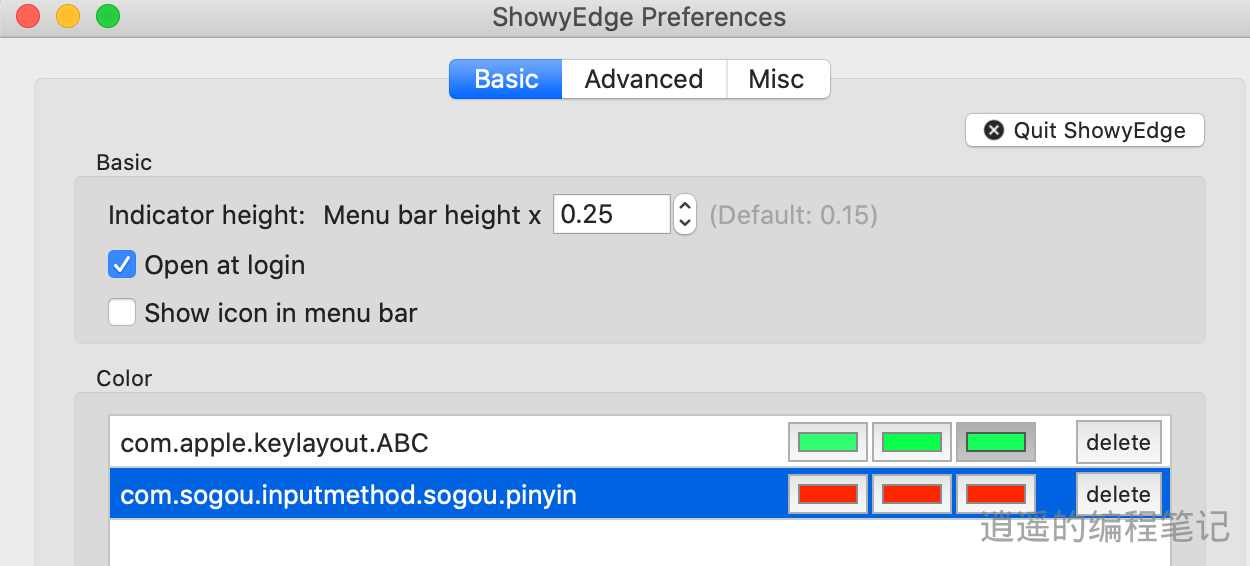 ShowyEdge Preferences
Basic Advanced Misc
Quit ShowyEdge
Basic
Indicator height: Menu bar height x 0.25 (Default: 0.15)
Open at login
Show icon in menu bar
Color
com.apple.keylayout.ABC delete
com.sogou.inputmethod.sogou.pinyin delete
逍遥的编程笔记